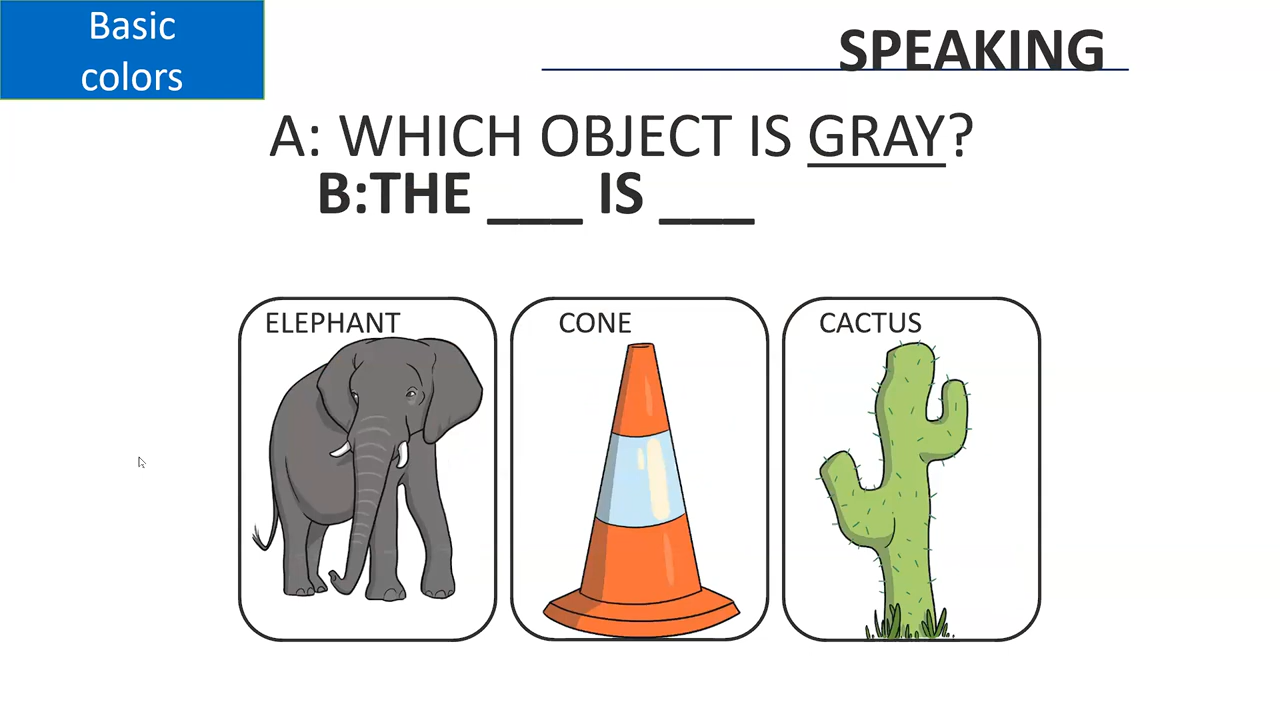 Basic
colors
SPEAKING
A: WHICH OBJECT IS GRAY?
B:THE ___ IS ___
ELEPHANT
CONE
CACTUS